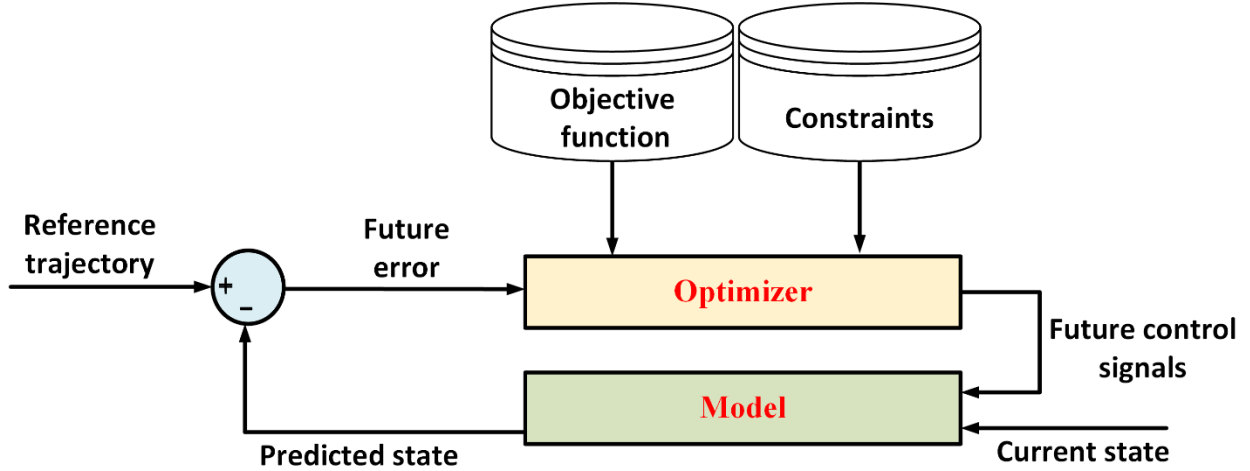 Objective
function
Constraints
Reference
trajectory
Future
error
+
−
Optimizer
Future control
signals
Model
Predicted state
Current state